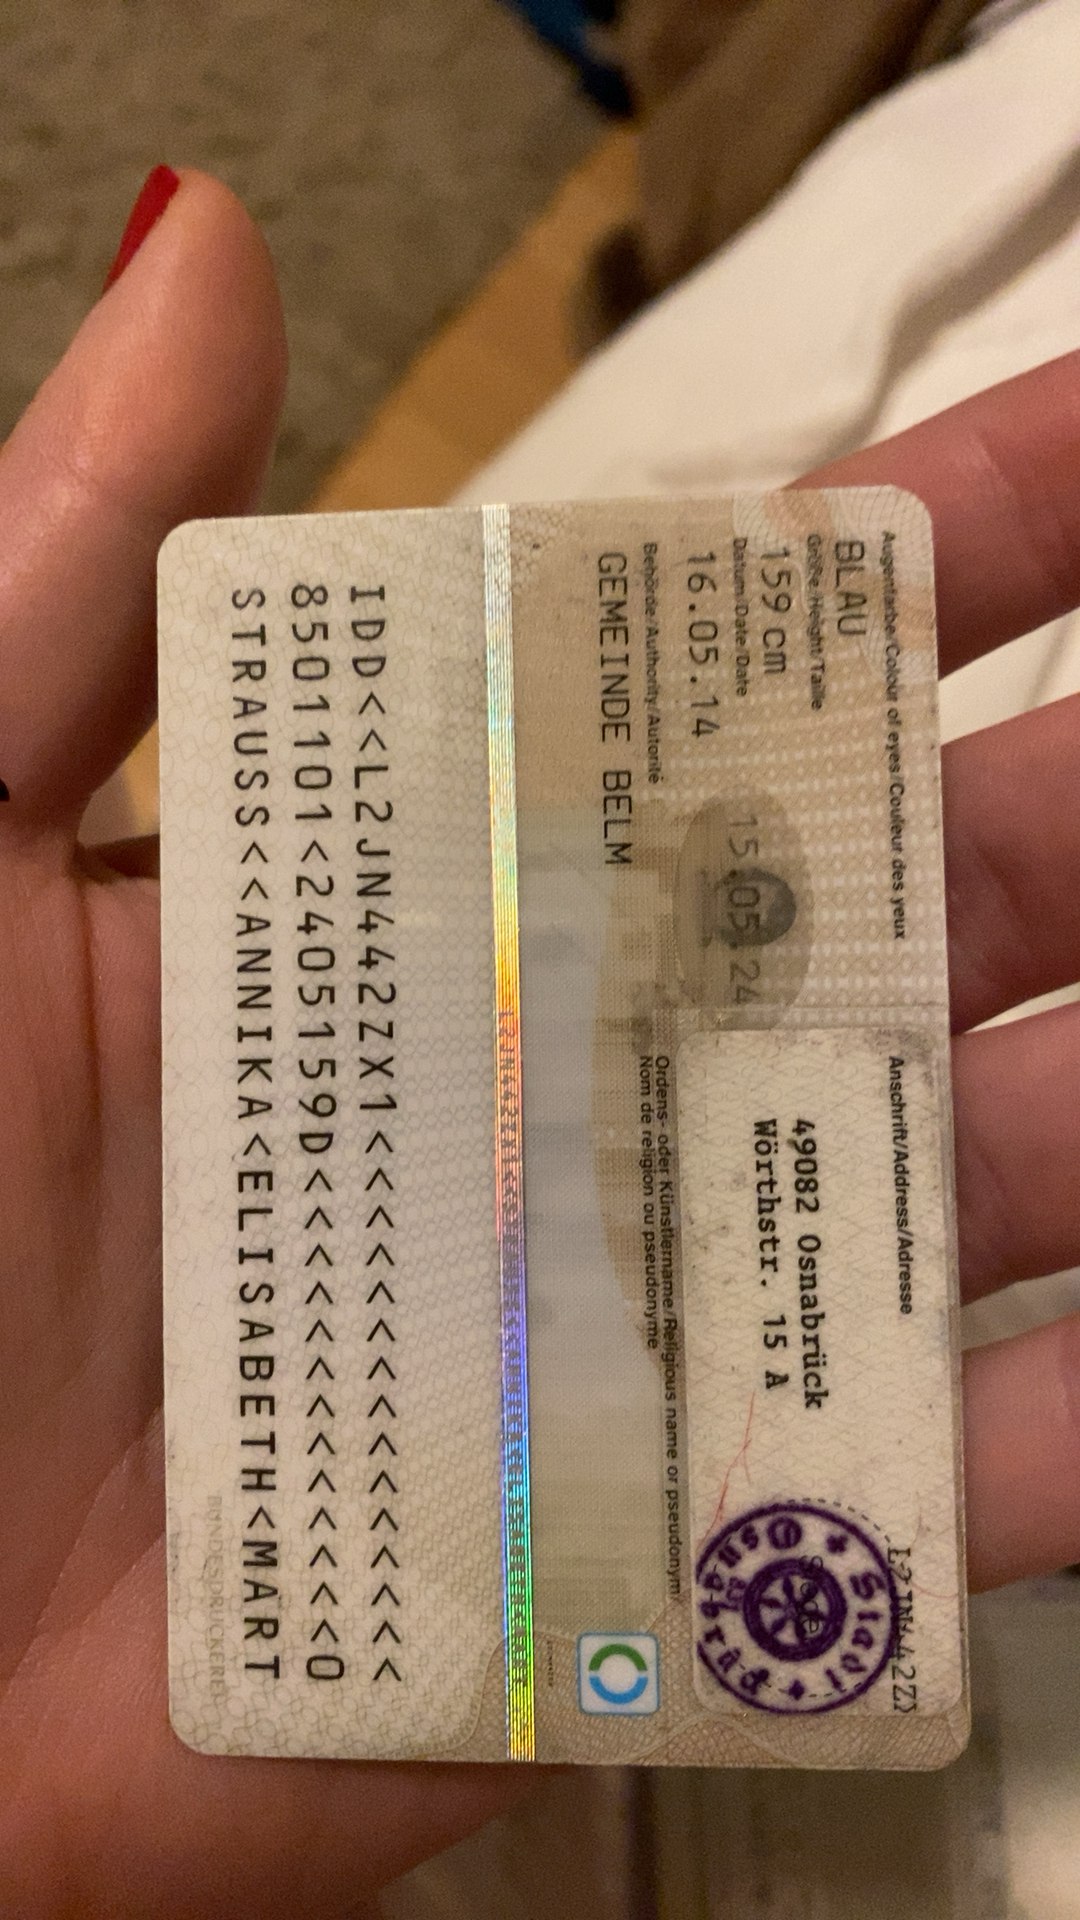 Augenfarbe/Colour of eyes/Couleur des yeux
BLAU
Größe/Height/Taille
159 cm
Datum/Date/Date
16.05.14
15.05.24
Behörde/Authority/Autorité
GEMEINDE BELM
Anschrift/Address/Adresse
49082 Osnabrück
Wörthstr. 15 A
Stadt
Osnabrück
Siegel
Ordens- oder Künstlername/Religious name or pseudonym/
Nom de religion ou pseudonyme
IDD<<L2JN442ZX1<<<<<<<<<<<<<<<
8501101<2405159D<<<<<<<<<<<<<0
STRAUSS<<ANNIKA<ELISABETH<MART
BUNDESDRUCKEREI